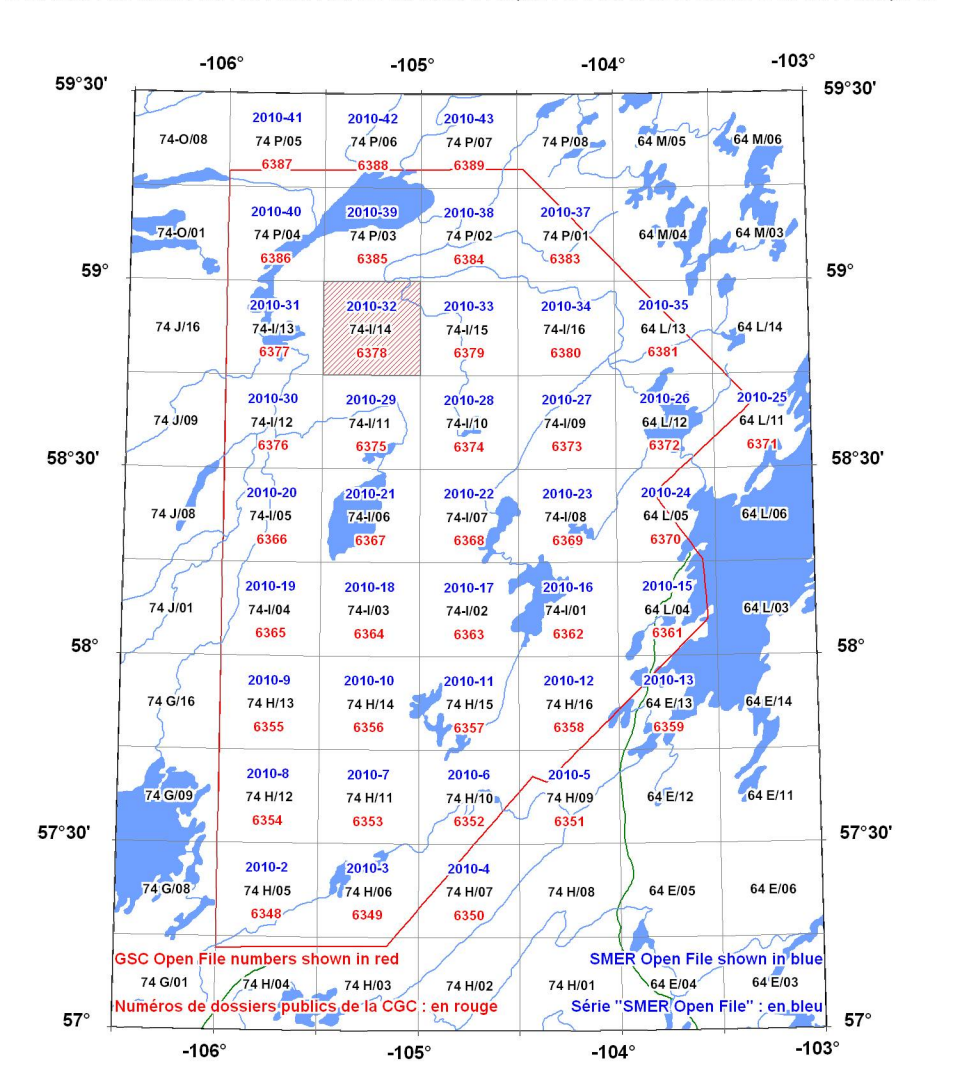 -106° -105° -104° -103°
59°30' 59°30'
2010-41 2010-42 2010-43
74-O/08 74 P/05 74 P/06 74 P/07 74 P/08 64 M/05 64 M/06
6387 6388 6389
2010-40 2010-39 2010-38 2010-37
74-O/01 74 P/04 74 P/03 74 P/02 74 P/01 64 M/04 64 M/03
6386 6385 6384 6383
59° 59°
2010-31 2010-32 2010-33 2010-34 2010-35
74 J/16 74-I/13 74-I/14 74-I/15 74-I/16 64 L/13 64 L/14
6377 6378 6379 6380 6381
2010-30 2010-29 2010-28 2010-27 2010-26 2010-25
74 J/09 74-I/12 74-I/11 74-I/10 74-I/09 64 L/12 64 L/11
6376 6375 6374 6373 6372 6371
58°30' 58°30'
2010-20 2010-21 2010-22 2010-23 2010-24
74 J/08 74-I/05 74-I/06 74-I/07 74-I/08 64 L/05 64 L/06
6366 6367 6368 6369 6370
2010-19 2010-18 2010-17 2010-16 2010-15
74 J/01 74-I/04 74-I/03 74-I/02 74-I/01 64 L/04 64 L/03
6365 6364 6363 6362 6361
58° 58°
2010-9 2010-10 2010-11 2010-12 2010-13
74 G/16 74 H/13 74 H/14 74 H/15 74 H/16 64 E/13 64 E/14
6355 6356 6357 6358 6359
2010-8 2010-7 2010-6 2010-5
74 G/09 74 H/12 74 H/11 74 H/10 74 H/09 64 E/12 64 E/11
6354 6353 6352 6351
57°30' 57°30'
2010-2 2010-3 2010-4
74 G/08 74 H/05 74 H/06 74 H/07 74 H/08 64 E/05 64 E/06
6348 6349 6350
GSC Open File numbers shown in red SMER Open File shown in blue
74 G/01 74 H/04 74 H/03 74 H/02 74 H/01 64 E/04 64 E/03
Numéros de dossiers publics de la CGC : en rouge Série "SMER Open File" : en bleu
57° 57°
-106° -105° -104° -103°